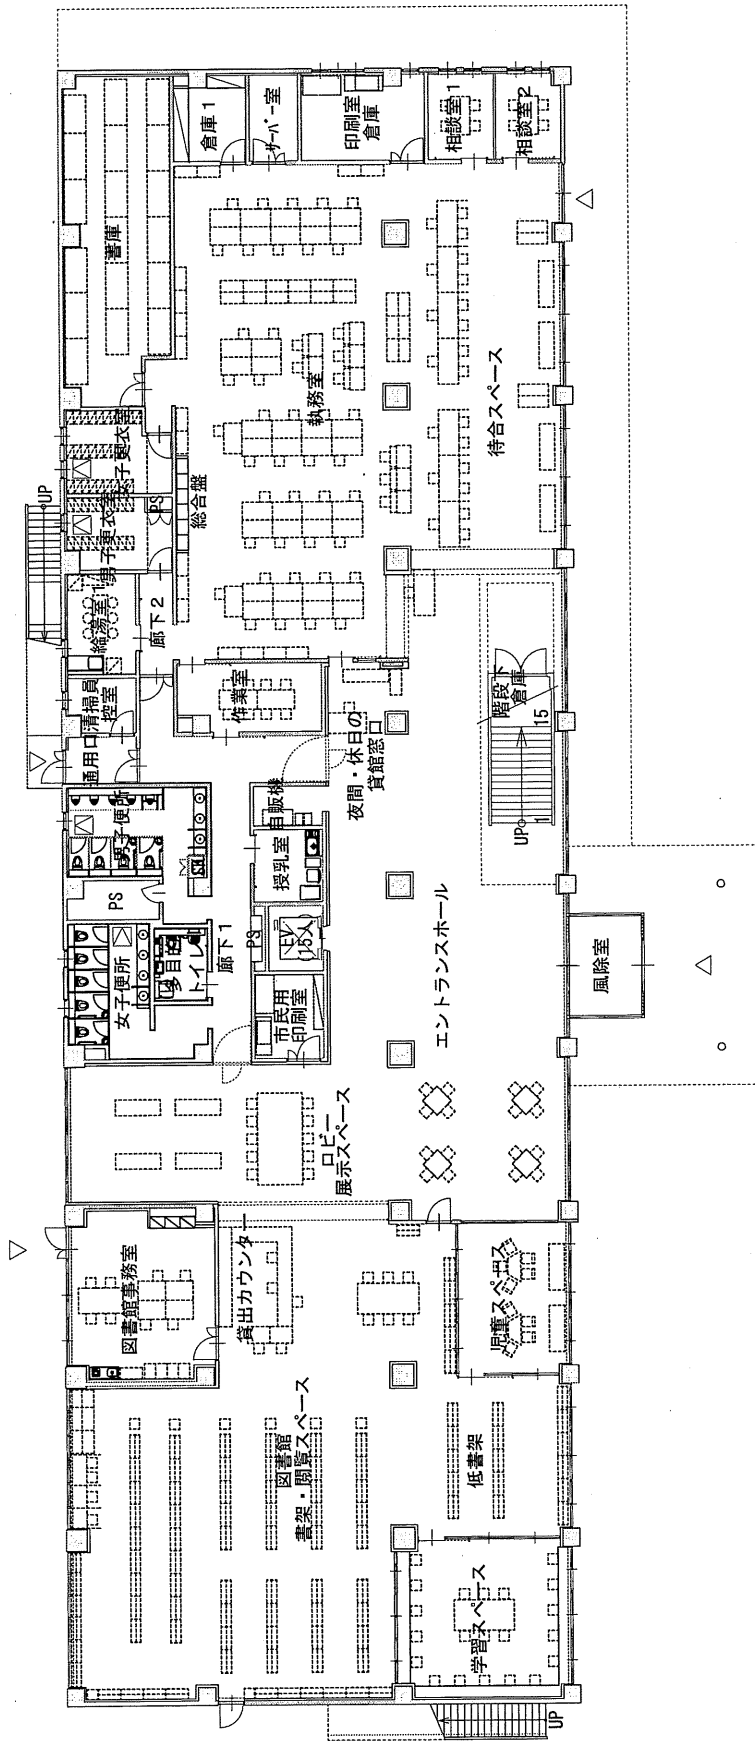 書庫
倉庫1
サーバー室
印刷室
倉庫
相談室1
相談室2
女子更衣室
男子更衣室
PS
UP
給湯室1
廊下2
総合盤
執務室
待合スペース
清掃員
控室
通用口
作業室
夜間・休日の
貸館窓口
階段下
倉庫
15
1
UP
男子便所
SK
PS
自販機
授乳室
PS
EV
(15人)
女子便所
多目的
トイレ
廊下1
市民用
印刷室
エントランスホール
風除室
ロビー
展示スペース
図書館事務室
貸出カウンター
児童スペース
図書館
書架・閲覧スペース
低書架
学習スペース
UP